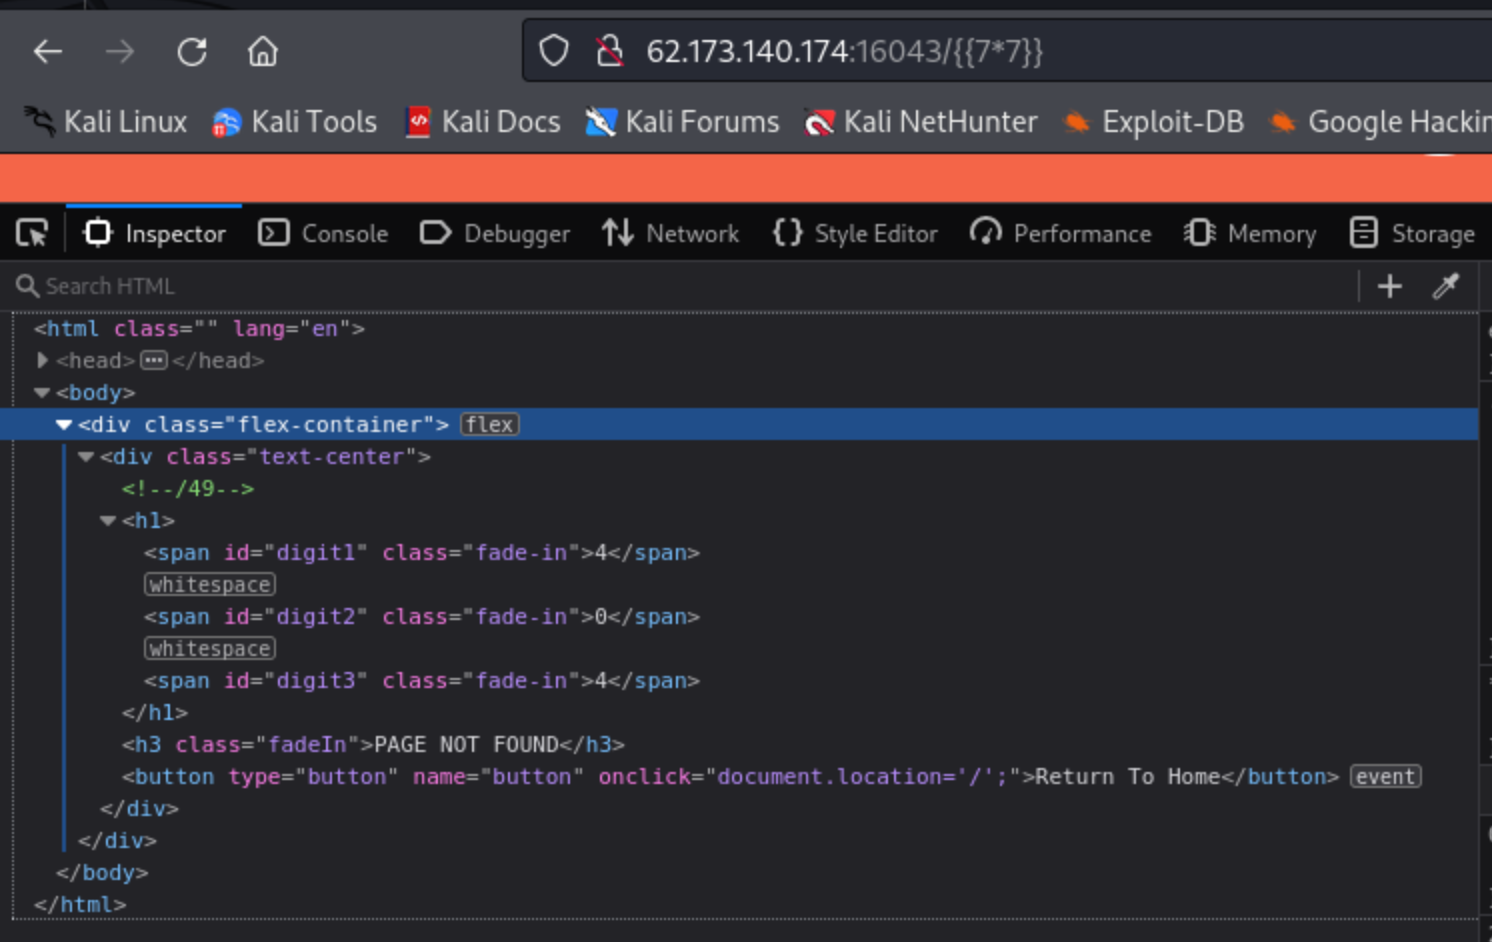 62.173.140.174:16043/{{7*7}}
Kali Linux Kali Tools Kali Docs Kali Forums Kali NetHunter Exploit-DB Google Hackin
Inspector Console Debugger Network Style Editor Performance Memory Storage
Search HTML
<html class="" lang="en">
<head>...</head>
<body>
<div class="flex-container"> flex
<div class="text-center">
<!--/49-->
<h1>
<span id="digit1" class="fade-in">4</span>
whitespace
<span id="digit2" class="fade-in">0</span>
whitespace
<span id="digit3" class="fade-in">4</span>
</h1>
<h3 class="fadeIn">PAGE NOT FOUND</h3>
<button type="button" name="button" onclick="document.location='/';">Return To Home</button> event
</div>
</div>
</body>
</html>